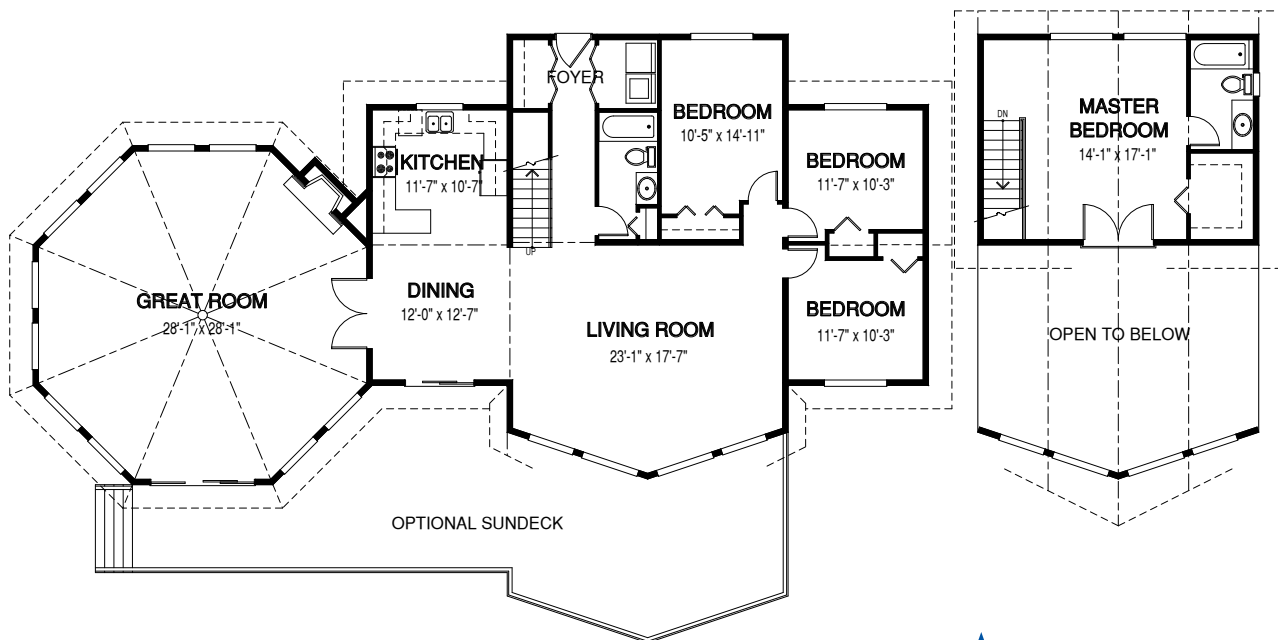 FOYER
BEDROOM
10'-5" x 14'-11"
KITCHEN
11'-7" x 10'-7"
BEDROOM
11'-7" x 10'-3"
UP
GREAT ROOM
28'-1" x 28'-1"
DINING
12'-0" x 12'-7"
LIVING ROOM
23'-1" x 17'-7"
BEDROOM
11'-7" x 10'-3"
OPTIONAL SUNDECK
DN
MASTER
BEDROOM
14'-1" x 17'-1"
OPEN TO BELOW